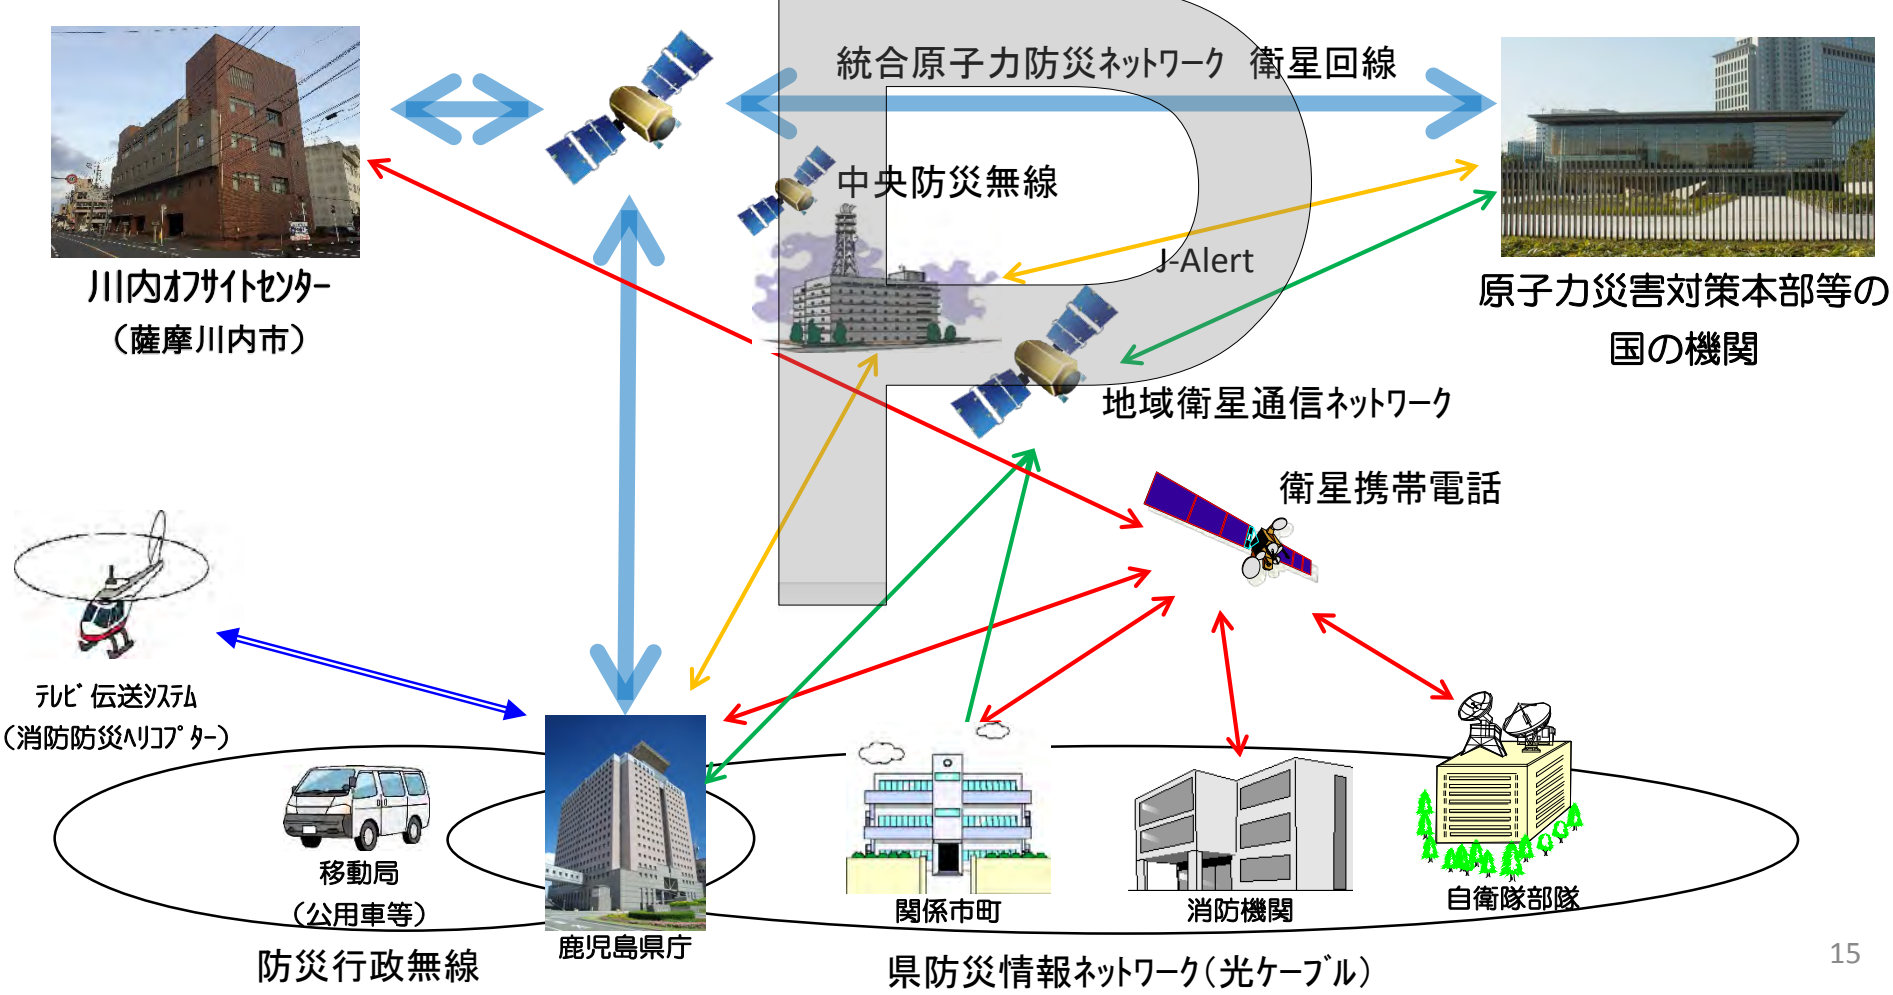 統合原子力防災ネットワーク 衛星回線
中央防災無線
J-Alert
川内オフサイトセンター
（薩摩川内市）
原子力災害対策本部等の
国の機関
地域衛星通信ネットワーク
衛星携帯電話
テレビ伝送システム
（消防防災ヘリコプター）
移動局
（公用車等）
関係市町
消防機関
自衛隊部隊
鹿児島県庁
防災行政無線
県防災情報ネットワーク（光ケーブル）
15
P